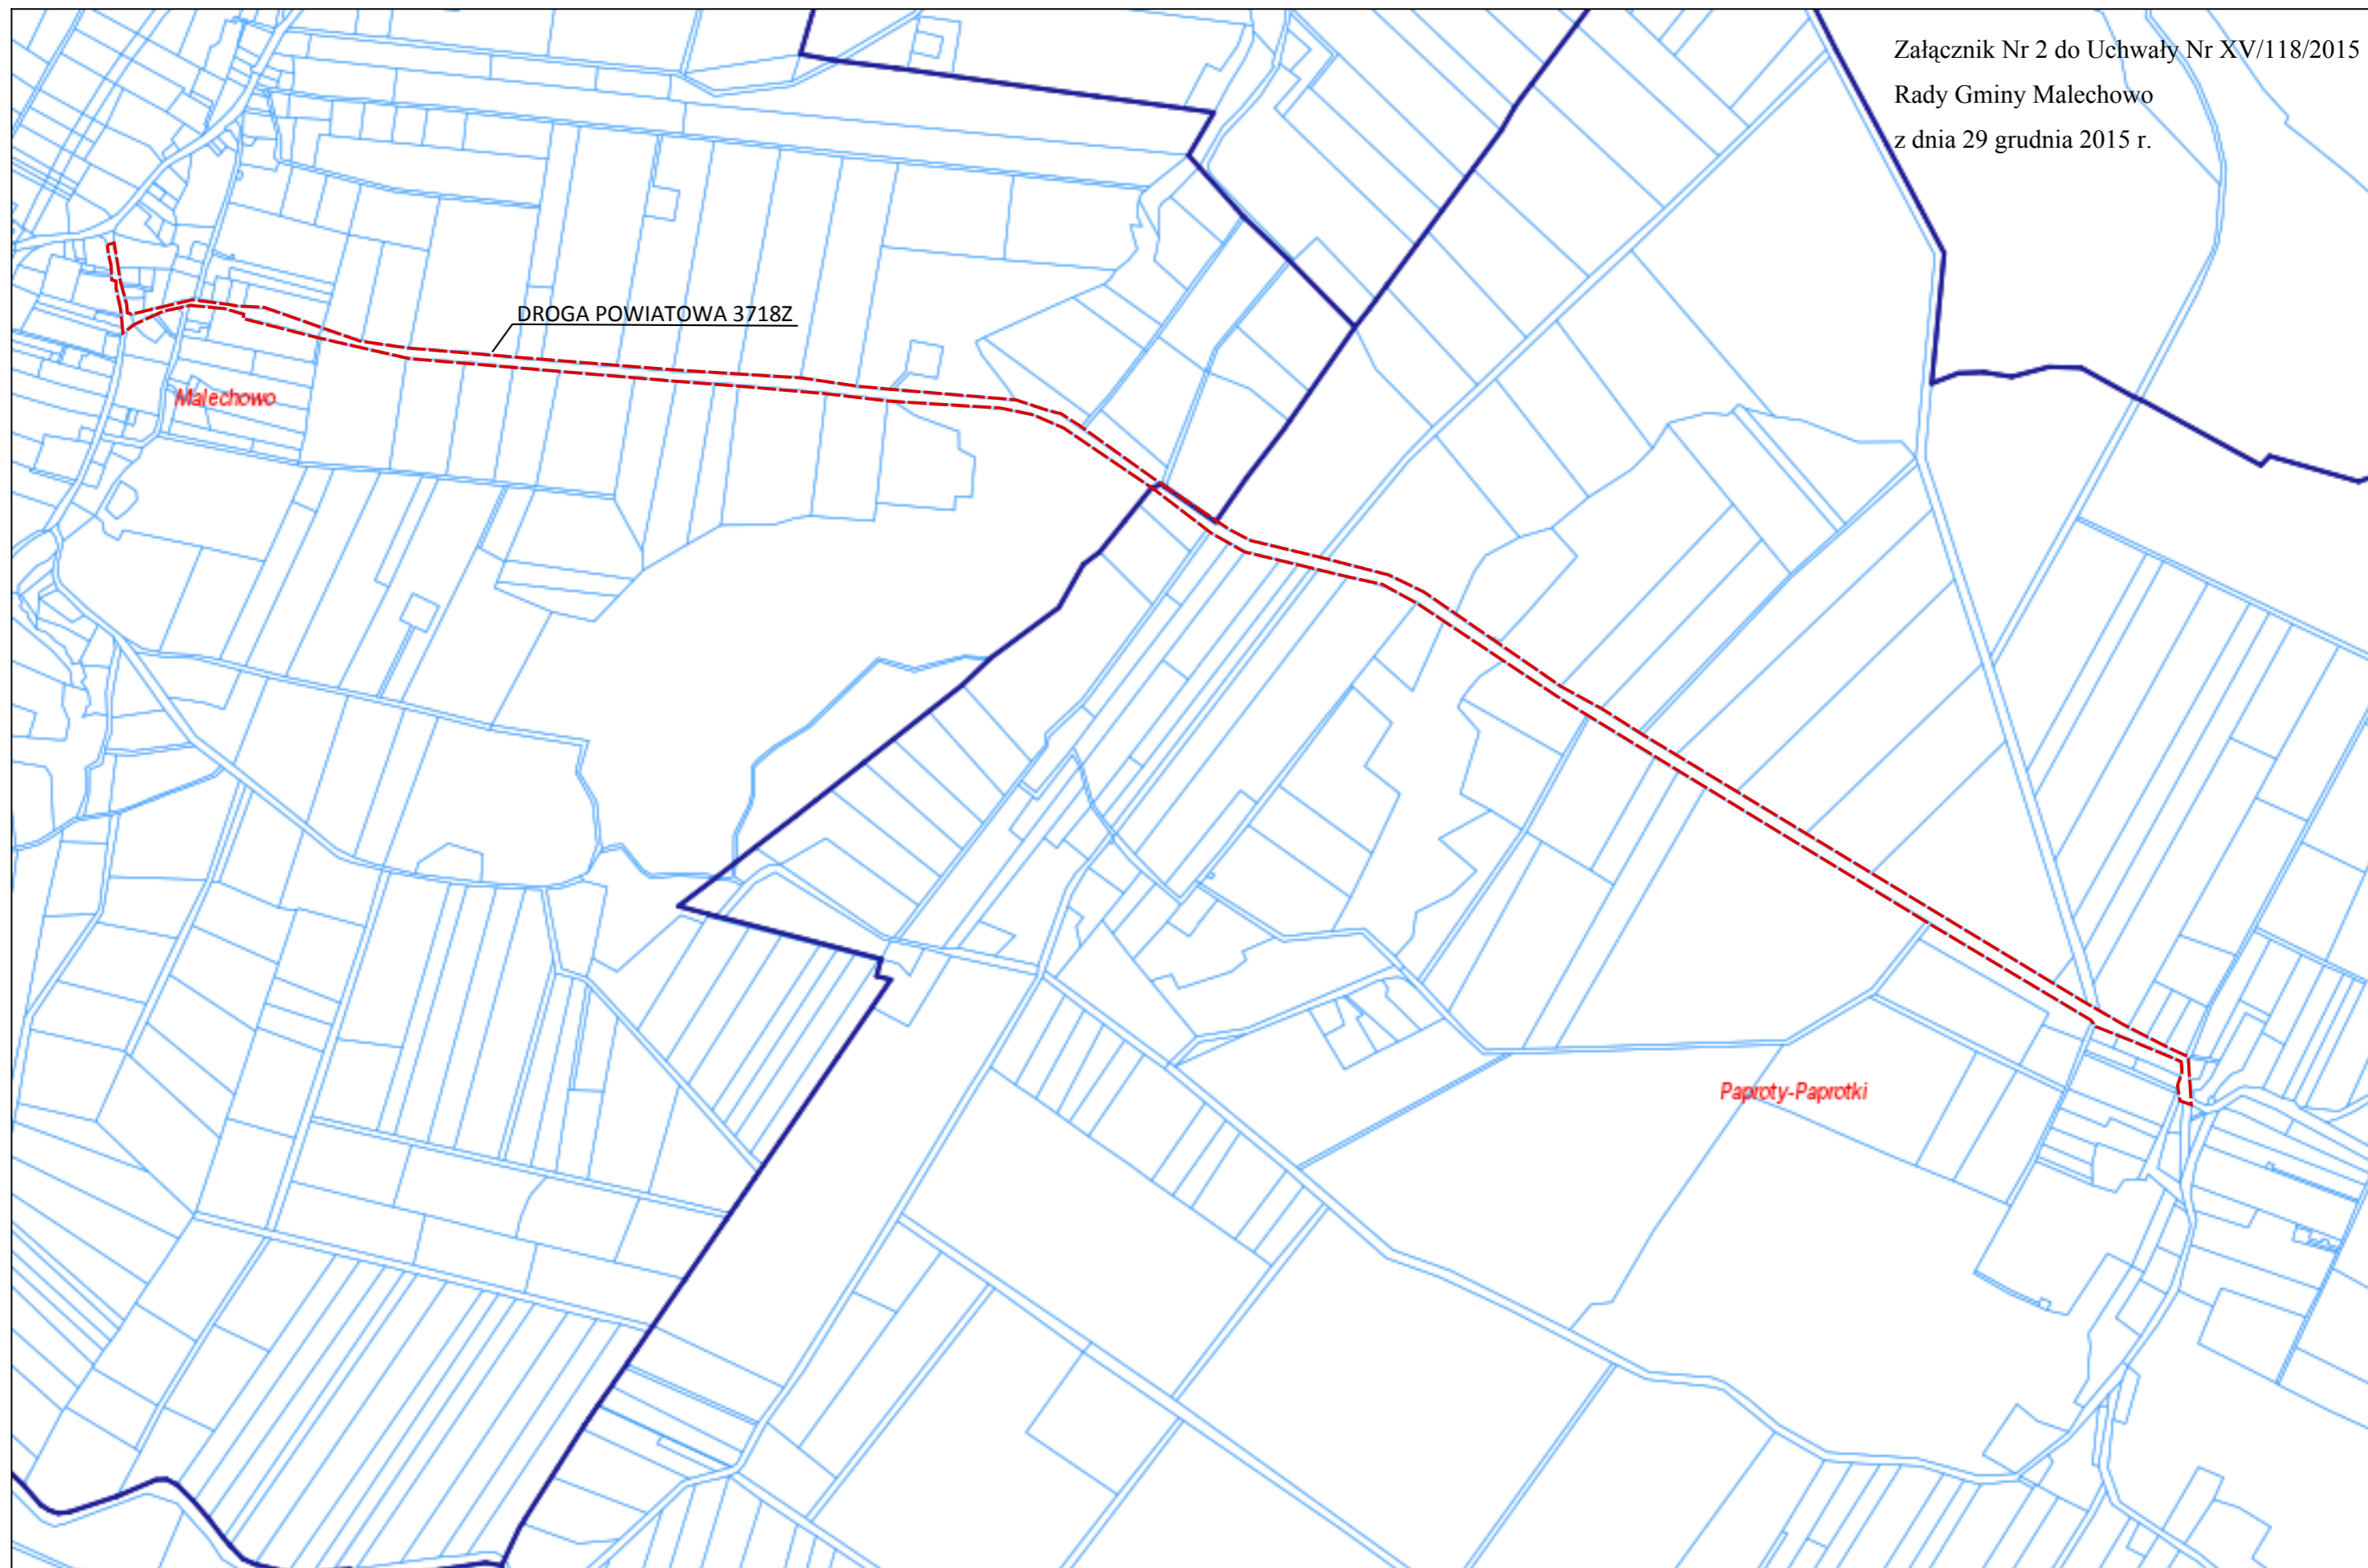 Załącznik Nr 2 do Uchwały Nr XV/118/2015
Rady Gminy Malechowo
z dnia 29 grudnia 2015 r.
DROGA POWIATOWA 3718Z
Malechowo
Paproty-Paprotki